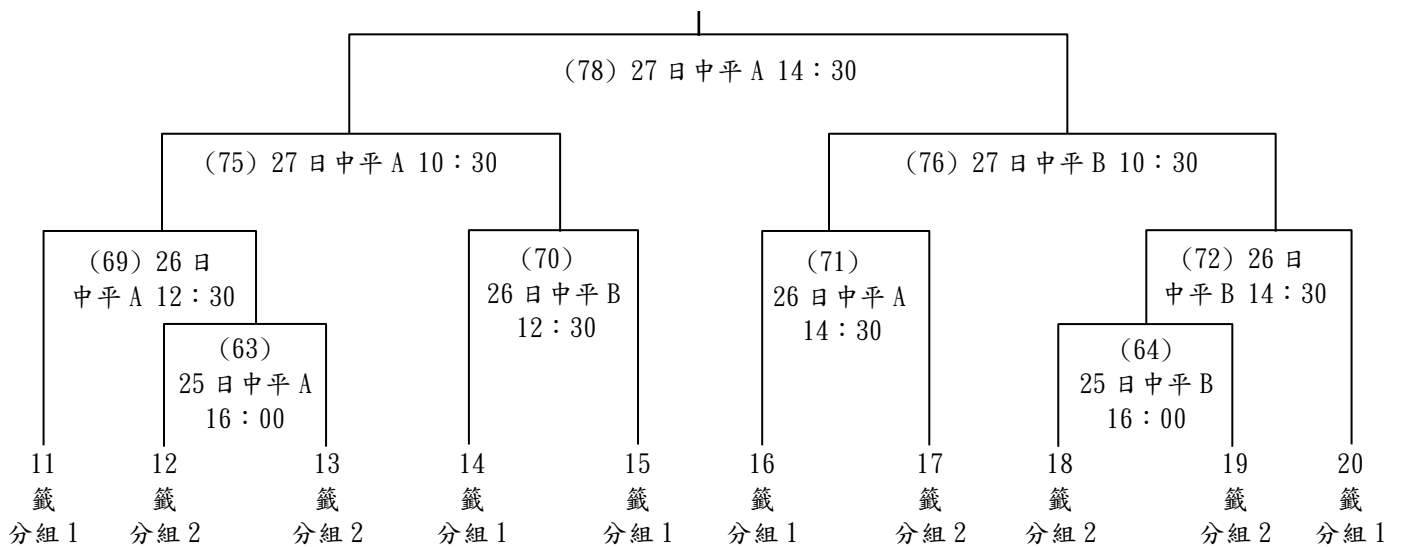 (78) 27 日中平 A 14：30
(75) 27 日中平 A 10：30
(76) 27 日中平 B 10：30
(69) 26 日
中平 A 12：30
(70)
26 日中平 B
12：30
(71)
26 日中平 A
14：30
(72) 26 日
中平 B 14：30
(63)
25 日中平 A
16：00
(64)
25 日中平 B
16：00
11 12 13 14 15 16 17 18 19 20
籤 籤 籤 籤 籤 籤 籤 籤 籤 籤
分組 1 分組 2 分組 2 分組 1 分組 1 分組 1 分組 2 分組 2 分組 2 分組 1